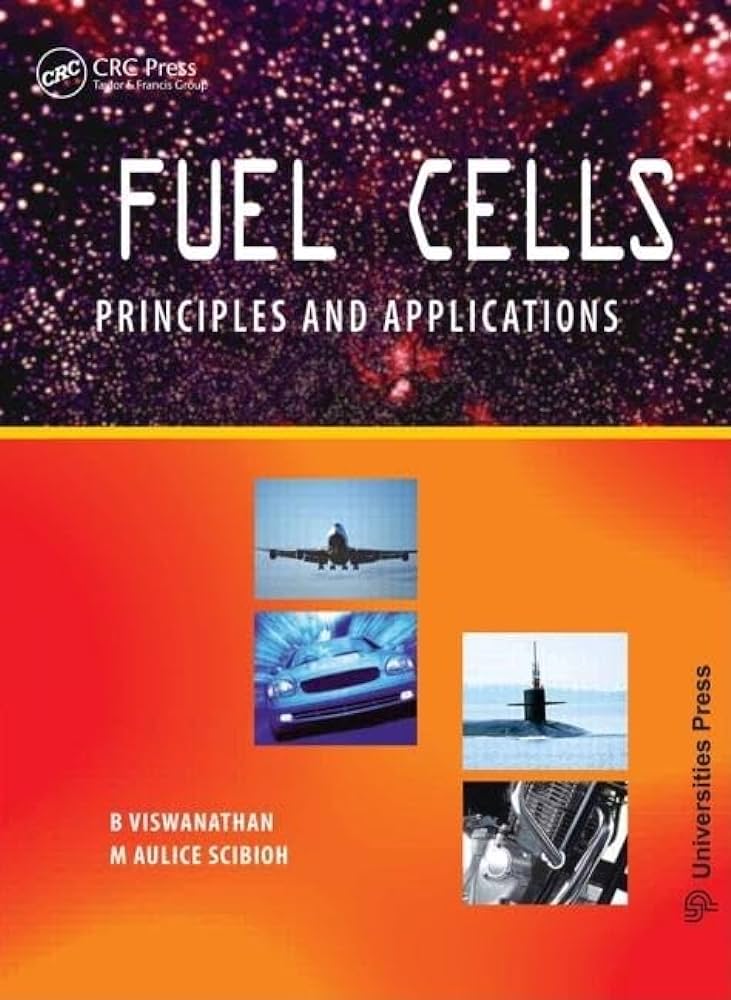 CRC
CRC Press
Taylor & Francis Group
FUEL CELLS
PRINCIPLES AND APPLICATIONS
B VISWANATHAN
M AULICE SCIBIOH
Universities Press